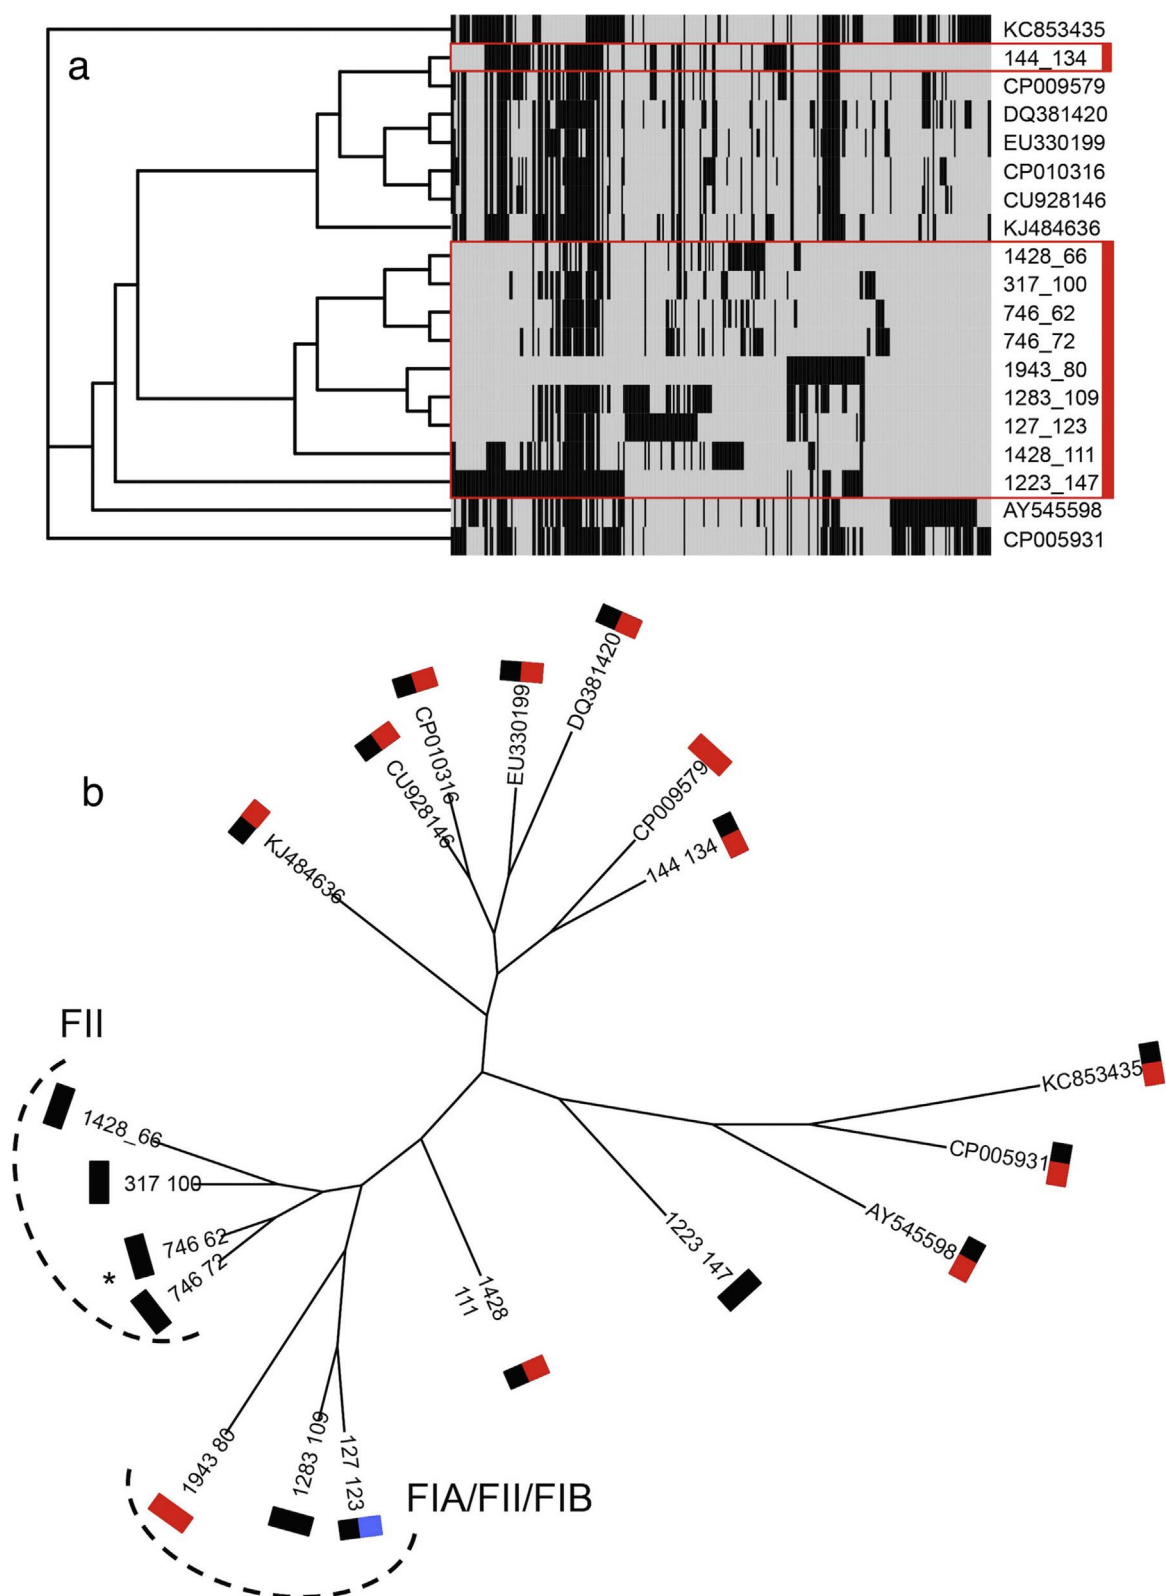 a
KC853435
144_134
CP009579
DQ381420
EU330199
CP010316
CU928146
KJ484636
1428_66
317_100
746_62
746_72
1943_80
1283_109
127_123
1428_111
1223_147
AY545598
CP005931
b
DQ381420
EU330199
CP010316
CU928146
CP009579
144 134
KJ484636
FII
KC853435
CP005931
AY545598
1223 147
1428_66
317 100
746 62
*
746 72
1428
111
1943 80
1283 109
127 123
FIA/FII/FIB